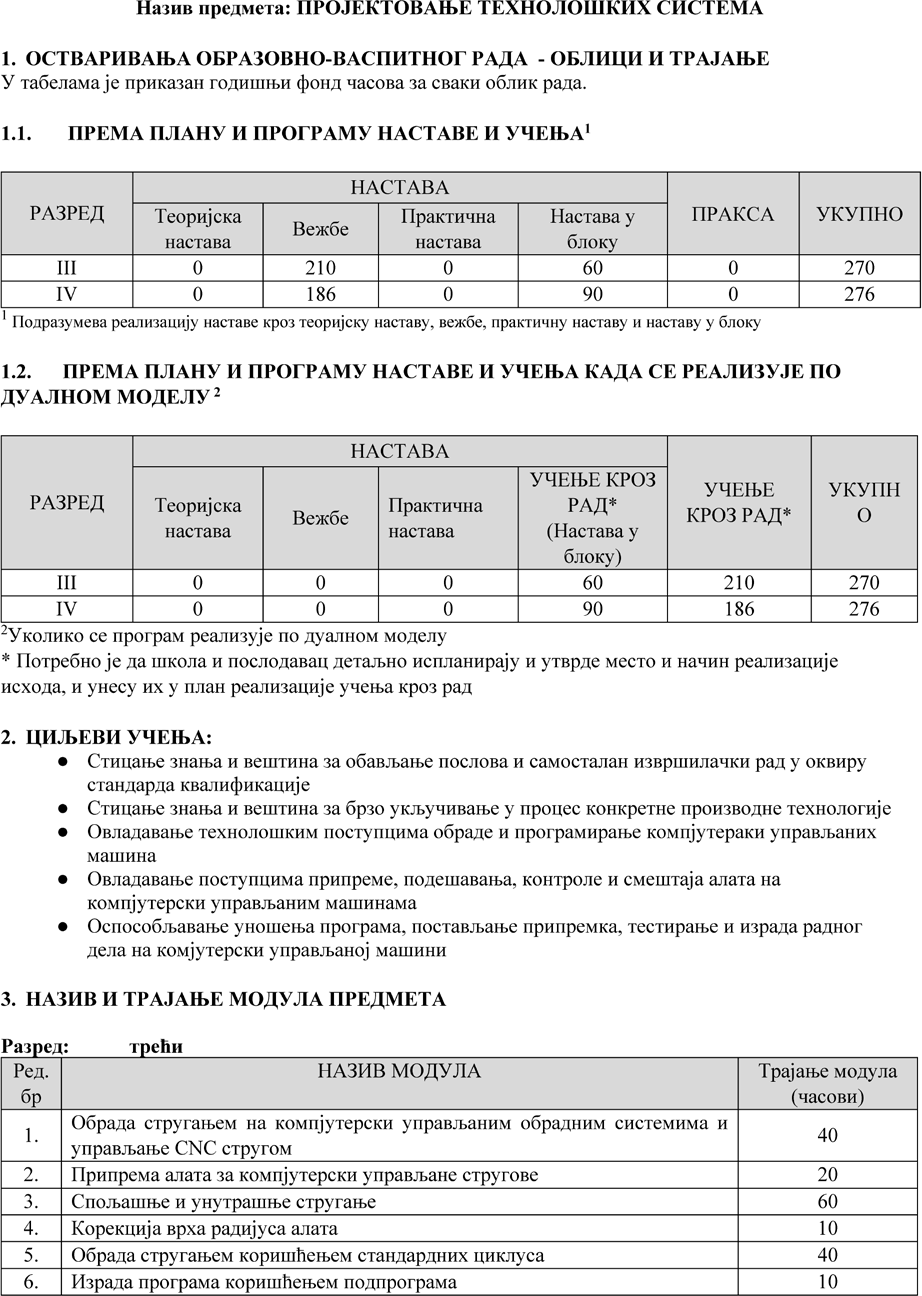 Назив предмета: ПРОЈЕКТОВАЊЕ ТЕХНОЛОШКИХ СИСТЕМА
1. ОСТВАРИВАЊА ОБРАЗОВНО-ВАСПИТНОГ РАДА - ОБЛИЦИ И ТРАЈАЊЕ
У табелама је приказан годишњи фонд часова за сваки облик рада.
1.1. ПРЕМА ПЛАНУ И ПРОГРАМУ НАСТАВЕ И УЧЕЊА1
РАЗРЕД НАСТАВА ПРАКСА УКУПНО
Теоријска настава Вежбе Практична настава Настава у блоку
III 0 210 0 60 0 270
IV 0 186 0 90 0 276
1 Подразумева реализацију наставе кроз теоријску наставу, вежбе, практичну наставу и наставу у блоку
1.2. ПРЕМА ПЛАНУ И ПРОГРАМУ НАСТАВЕ И УЧЕЊА КАДА СЕ РЕАЛИЗУЈЕ ПО
ДУАЛНОМ МОДЕЛУ 2
РАЗРЕД НАСТАВА УЧЕЊЕ КРОЗ РАД* УКУПН О
Теоријска настава Вежбе Практична настава УЧЕЊЕ КРОЗ РАД* (Настава у блоку)
III 0 0 0 60 210 270
IV 0 0 0 90 186 276
2Уколико се програм реализује по дуалном моделу
* Потребно је да школа и послодавац детаљно испланирају и утврде место и начин реализације
исхода, и унесу их у план реализације учења кроз рад
2. ЦИЉЕВИ УЧЕЊА:
● Стицање знања и вештина за обављање послова и самосталан извршилачки рад у оквиру
стандарда квалификације
● Стицање знања и вештина за брзо укључивање у процес конкретне производне технологије
● Овладавање технолошким поступцима обраде и програмирање компјутераки управљаних
машина
● Овладавање поступцима припреме, подешавања, контроле и смештаја алата на
компјутерски управљаним машинама
● Оспособљавање уношења програма, постављање припремка, тестирање и израда радног
дела на комјутерски управљаној машини
3. НАЗИВ И ТРАЈАЊЕ МОДУЛА ПРЕДМЕТА
Разред: трећи
Ред. бр НАЗИВ МОДУЛА Трајање модула (часови)
1. Обрада стругањем на компјутерски управљаним обрадним системима и
управљање CNC стругом 40
2. Припрема алата за компјутерски управљане стругове 20
3. Спољашње и унутрашње стругање 60
4. Корекција врха радијуса алата 10
5. Обрада стругањем коришћењем стандардних циклуса 40
6. Израда програма коришћењем подпрограма 10